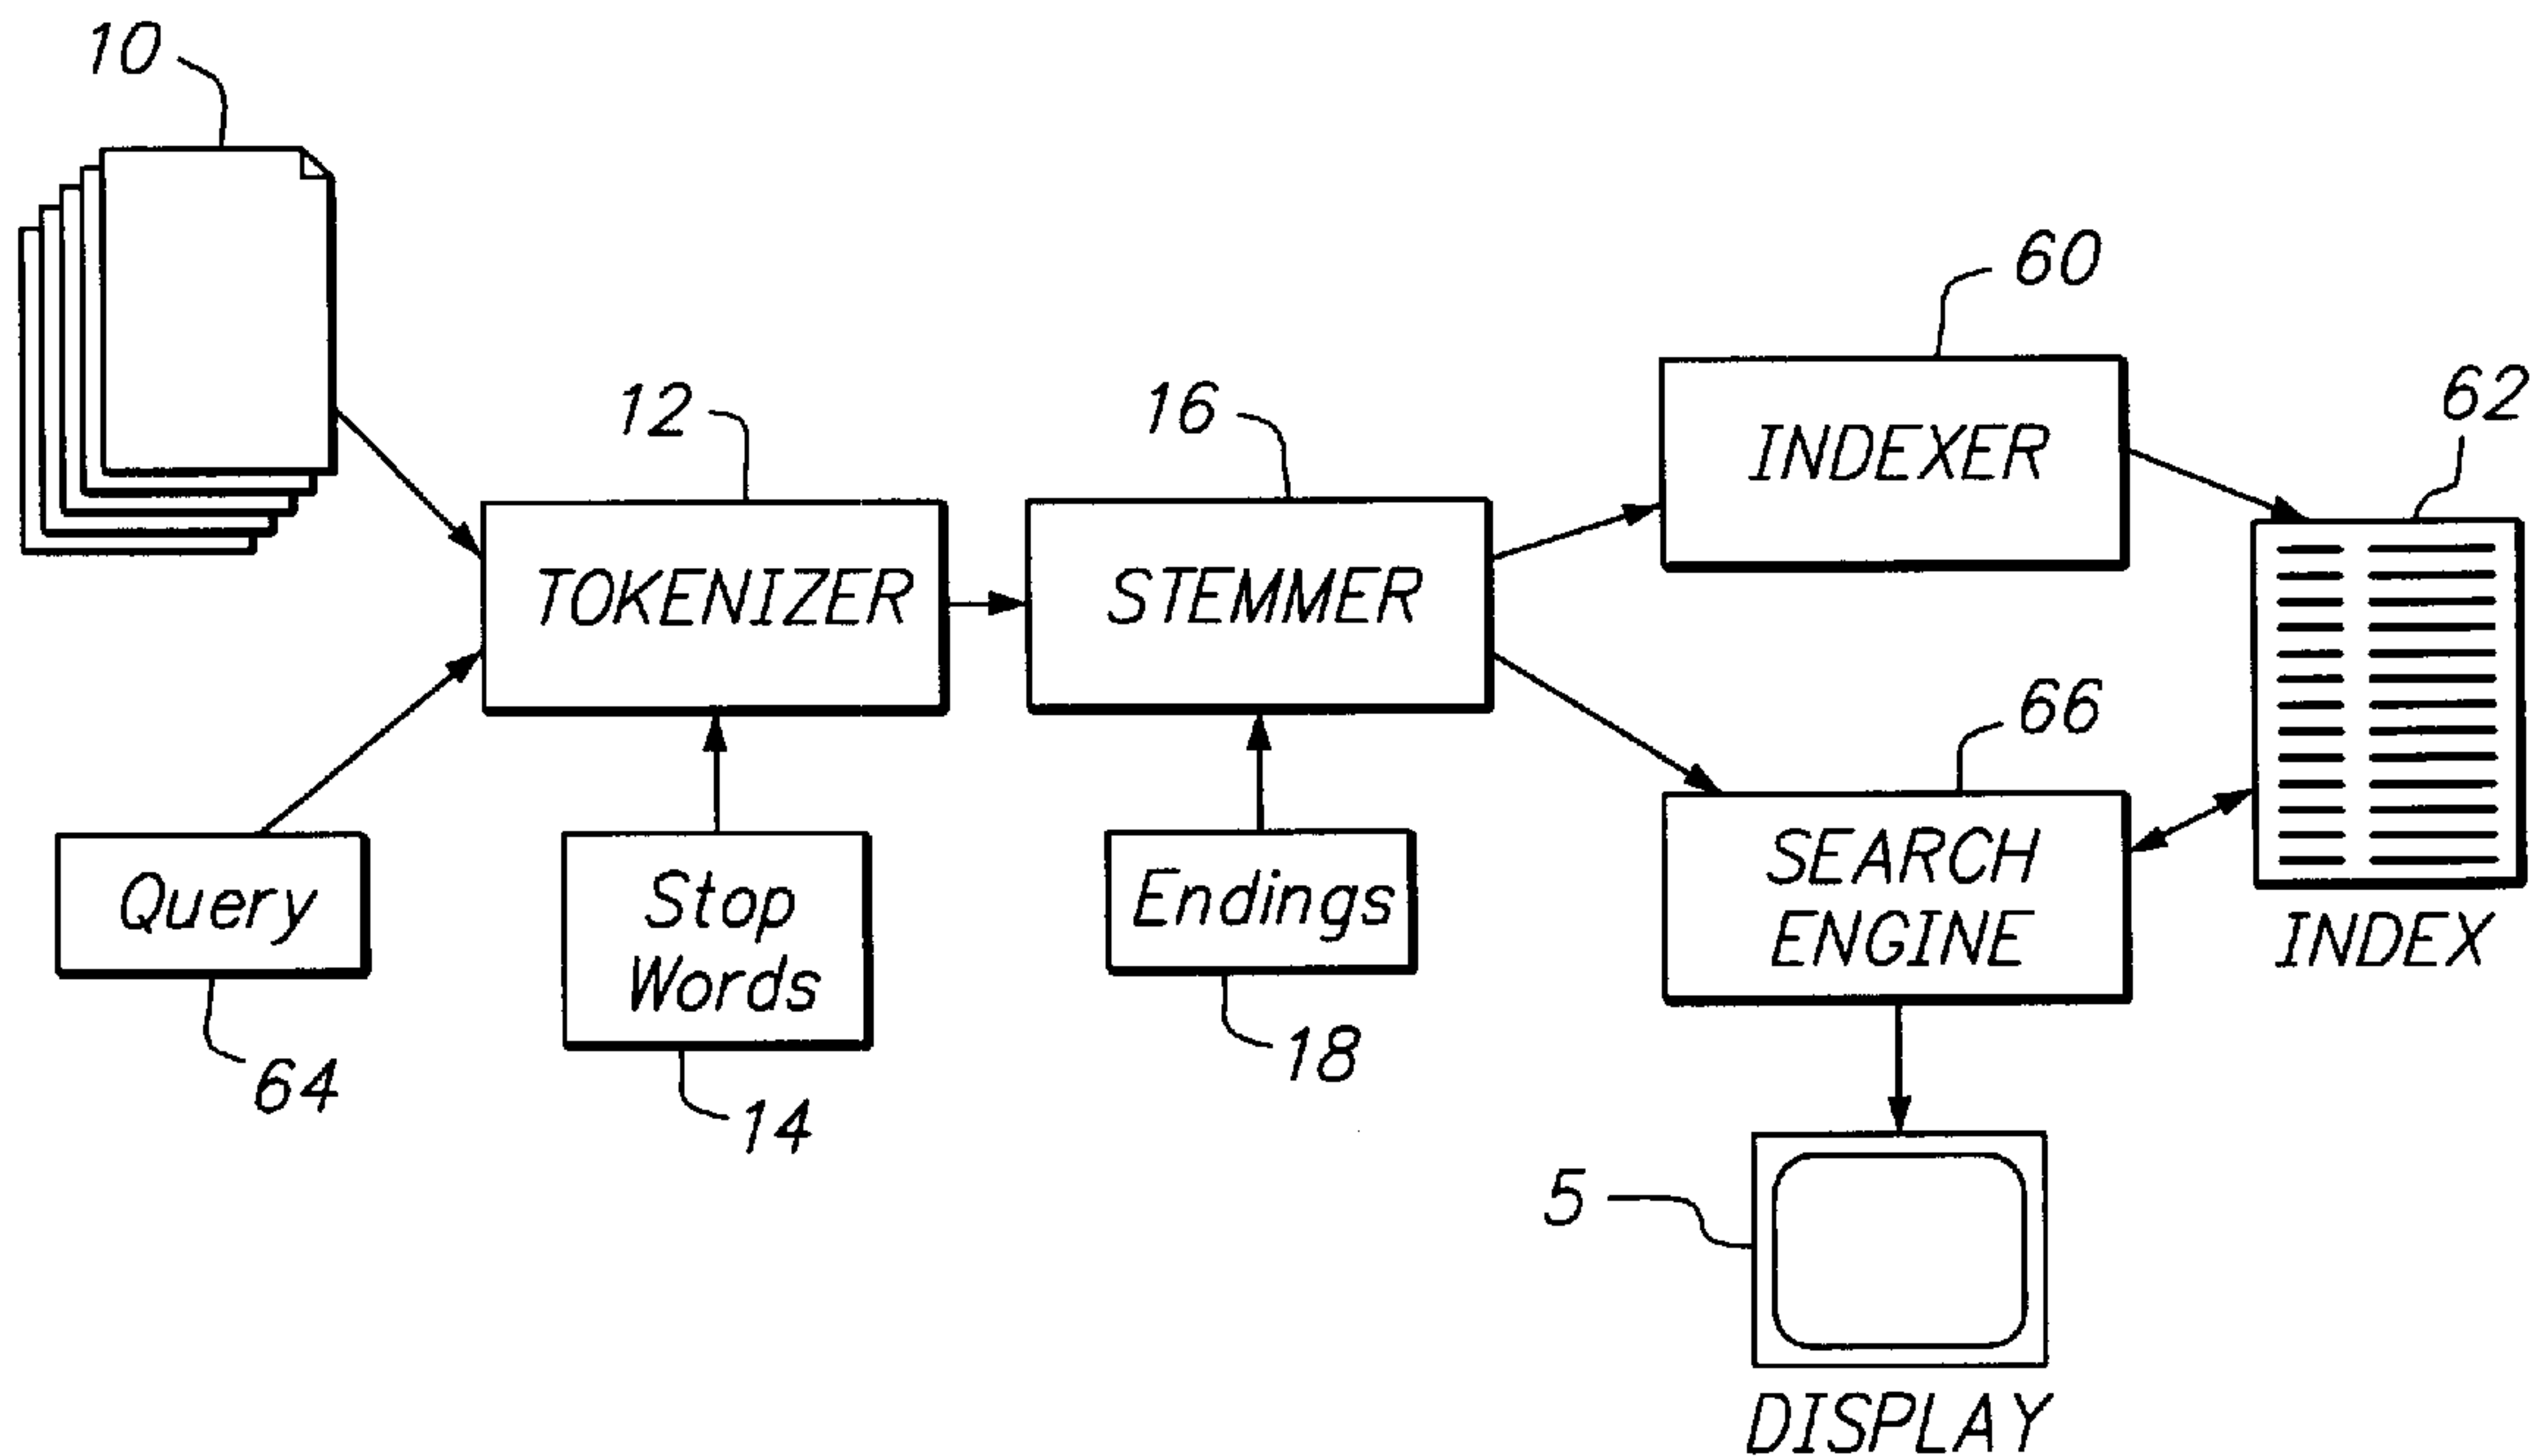 10
60
12
16
62
INDEXER
TOKENIZER
STEMMER
66
Query
Stop
Words
Endings
SEARCH
ENGINE
INDEX
64
14
18
5
DISPLAY